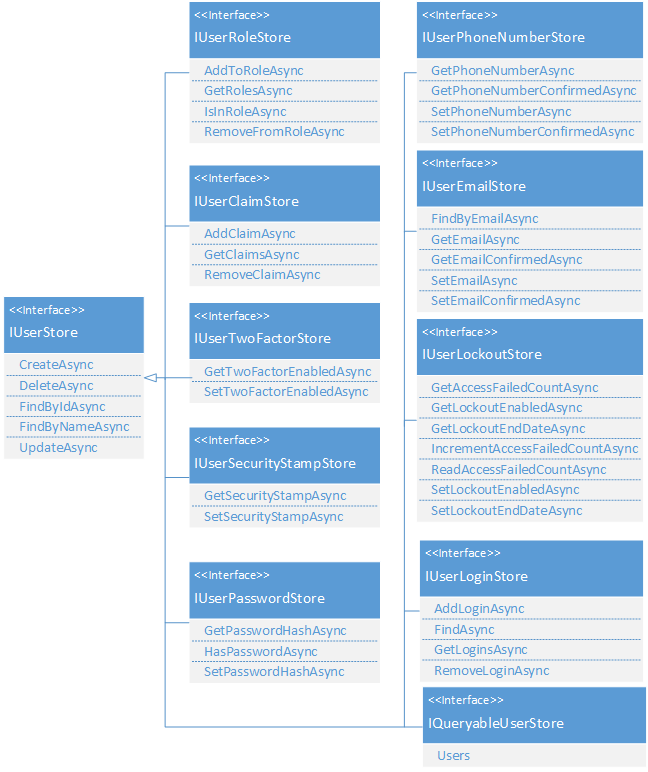 <<Interface>>
IUserStore
CreateAsync
DeleteAsync
FindByIdAsync
FindByNameAsync
UpdateAsync
<<Interface>>
IUserRoleStore
AddToRoleAsync
GetRolesAsync
IsInRoleAsync
RemoveFromRoleAsync
<<Interface>>
IUserClaimStore
AddClaimAsync
GetClaimsAsync
RemoveClaimAsync
<<Interface>>
IUserTwoFactorStore
GetTwoFactorEnabledAsync
SetTwoFactorEnabledAsync
<<Interface>>
IUserSecurityStampStore
GetSecurityStampAsync
SetSecurityStampAsync
<<Interface>>
IUserPasswordStore
GetPasswordHashAsync
HasPasswordAsync
SetPasswordHashAsync
<<Interface>>
IUserPhoneNumberStore
GetPhoneNumberAsync
GetPhoneNumberConfirmedAsync
SetPhoneNumberAsync
SetPhoneNumberConfirmedAsync
<<Interface>>
IUserEmailStore
FindByEmailAsync
GetEmailAsync
GetEmailConfirmedAsync
SetEmailAsync
SetEmailConfirmedAsync
<<Interface>>
IUserLockoutStore
GetAccessFailedCountAsync
GetLockoutEnabledAsync
GetLockoutEndDateAsync
IncrementAccessFailedCountAsync
ReadAccessFailedCountAsync
SetLockoutEnabledAsync
SetLockoutEndDateAsync
<<Interface>>
IUserLoginStore
AddLoginAsync
FindAsync
GetLoginsAsync
RemoveLoginAsync
<<Interface>>
IQueryableUserStore
Users